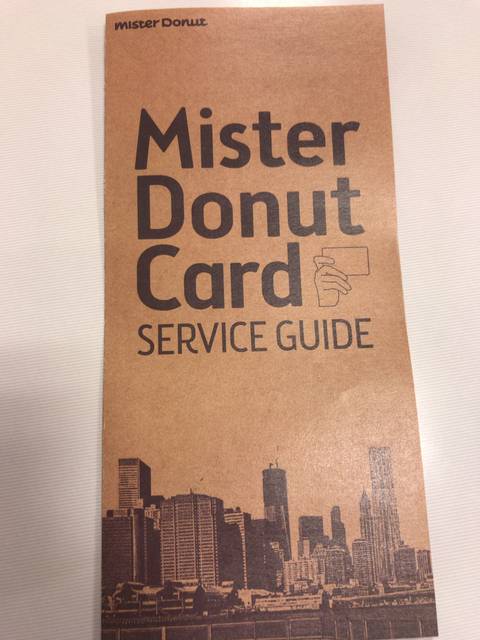 mister Donut
Mister
Donut
Card
SERVICE GUIDE